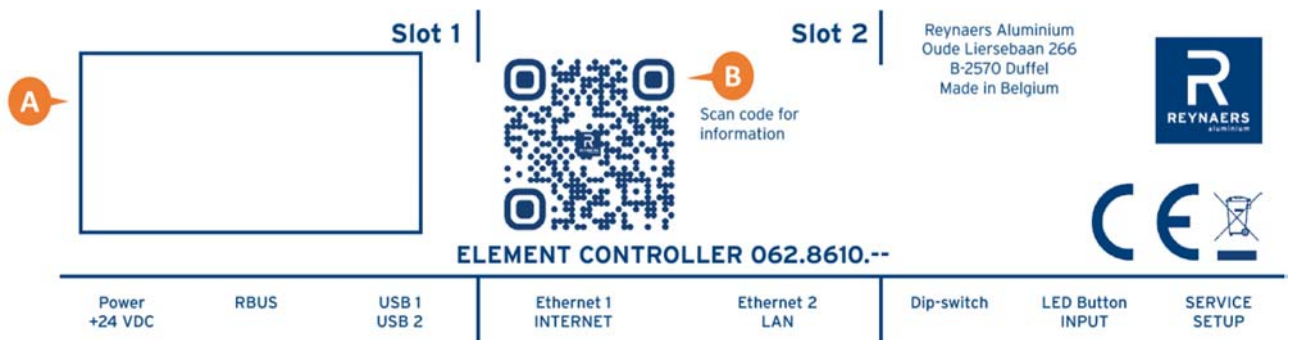 Slot 1
Slot 2
Reynaers Aluminium
Oude Liersebaan 266
B-2570 Duffel
Made in Belgium
R
REYNAERS
aluminium
A
B
Scan code for
information
CE
ELEMENT CONTROLLER 062.8610.--
Power
+24 VDC
RBUS
USB 1
USB 2
Ethernet 1
INTERNET
Ethernet 2
LAN
Dip-switch
LED Button
INPUT
SERVICE
SETUP